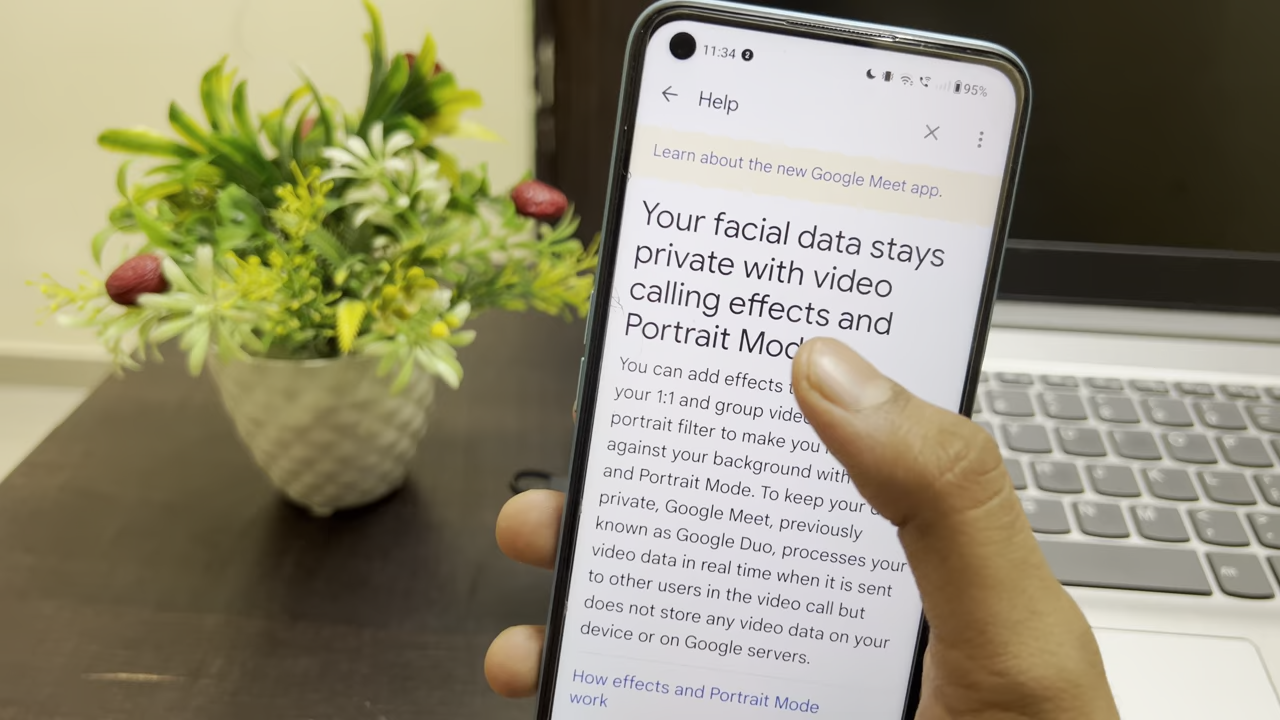 11:34 2
95%
Help
Learn about the new Google Meet app.
Your facial data stays
private with video
calling effects and
Portrait Mod
You can add effects t
your 1:1 and group vide
portrait filter to make you
against your background with
and Portrait Mode. To keep your
private, Google Meet, previously
known as Google Duo, processes your
video data in real time when it is sent
to other users in the video call but
does not store any video data on your
device or on Google servers.
How effects and Portrait Mode
work